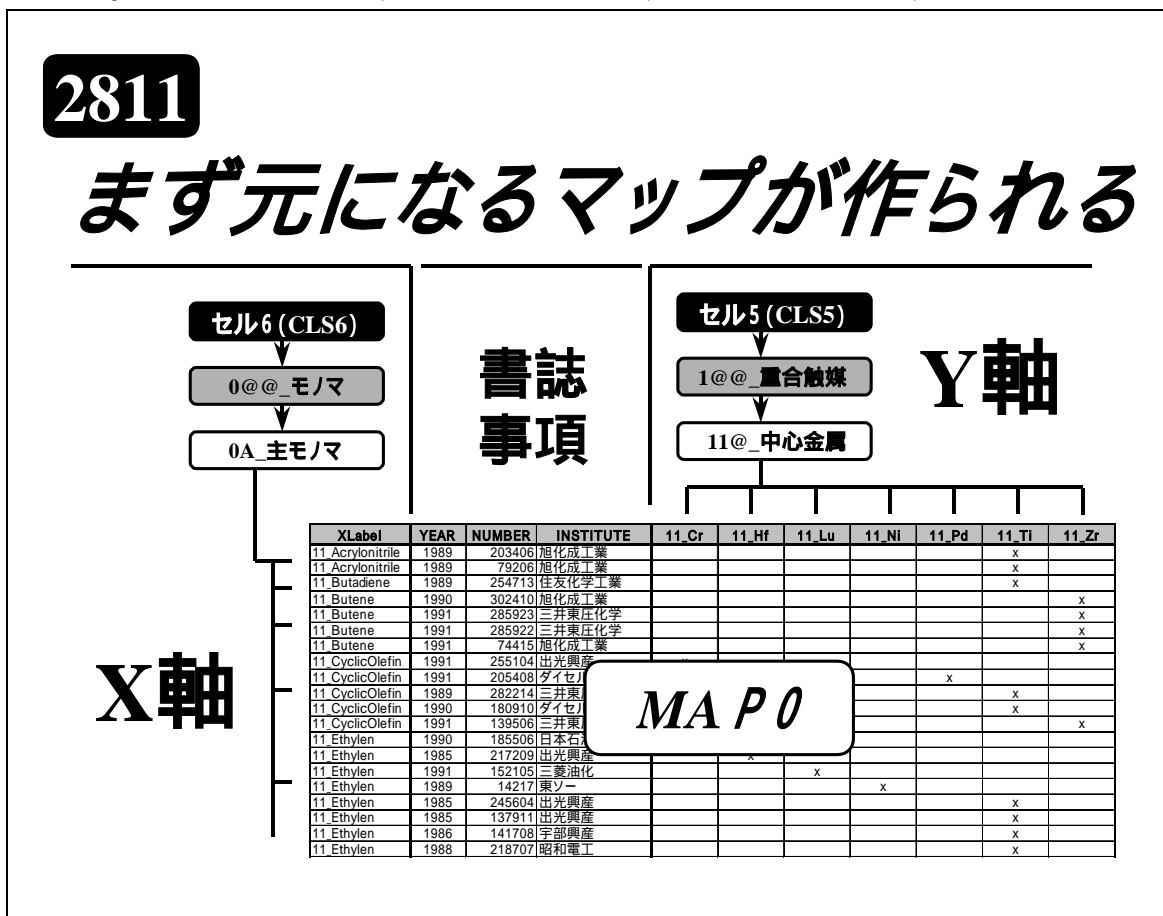 2811
まず元になるマップが作られる
セル6(CLS6)
0@@_モノマ
0A_主モノマ
書誌
事項
セル5(CLS5)
1@@_重合触媒
11@_中心金属
Y軸
X軸
XLabel YEAR NUMBER INSTITUTE 11_Cr 11_Hf 11_Lu 11_Ni 11_Pd 11_Ti 11_Zr
11_Acrylonitrile 1989 203406 旭化成工業 x
11_Acrylonitrile 1989 79206 旭化成工業 x
11_Butadiene 1989 254713 住友化学工業 x
11_Butene 1990 302410 旭化成工業 x
11_Butene 1991 285923 三井東圧化学 x
11_Butene 1991 285922 三井東圧化学 x
11_Butene 1991 74415 旭化成工業 x
11_CyclicOlefin 1991 255104 出光興産
11_CyclicOlefin 1991 205408 ダイセル x
11_CyclicOlefin 1989 282214 三井東 x
11_CyclicOlefin 1990 180910 ダイセル x
11_CyclicOlefin 1991 139506 三井東 x
11_Ethylen 1990 185506 日本石
11_Ethylen 1985 217209 出光興産 x
11_Ethylen 1991 152105 三菱油化 x
11_Ethylen 1989 14217 東ソー x
11_Ethylen 1985 245604 出光興産 x
11_Ethylen 1985 137911 出光興産 x
11_Ethylen 1986 141708 宇部興産 x
11_Ethylen 1988 218707 昭和電工 x
MAP0